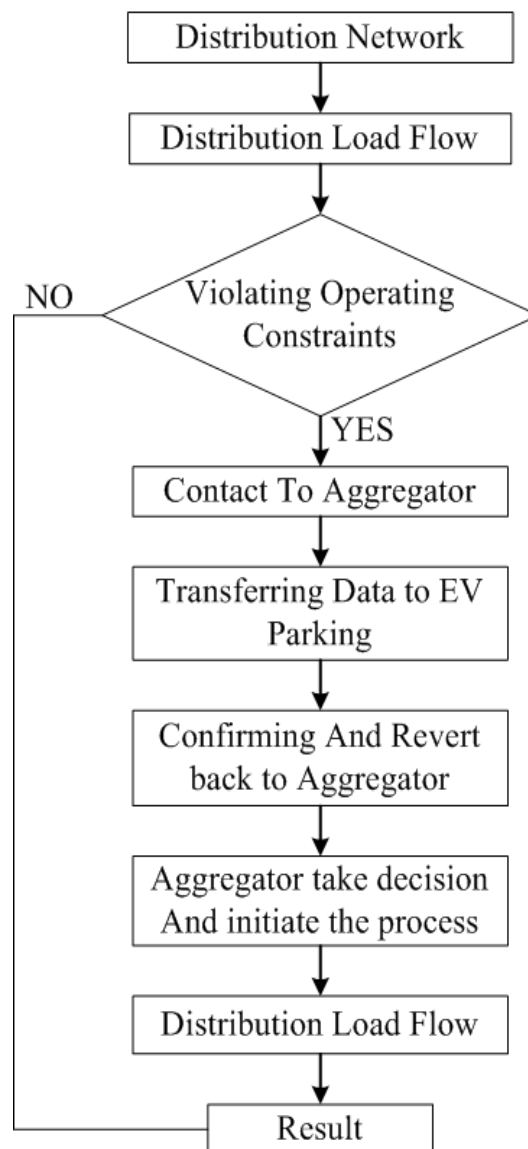 Distribution Network
Distribution Load Flow
NO
Violating Operating
Constraints
YES
Contact To Aggregator
Transferring Data to EV
Parking
Confirming And Revert
back to Aggregator
Aggregator take decision
And initiate the process
Distribution Load Flow
Result